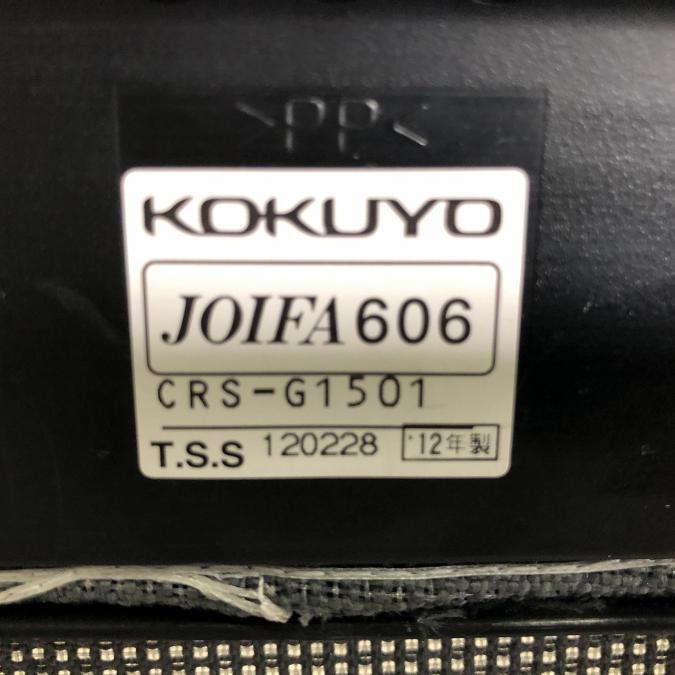 >PP<
KOKUYO
JOIFA 606
CRS-G1501
T.S.S 120228 '12年製